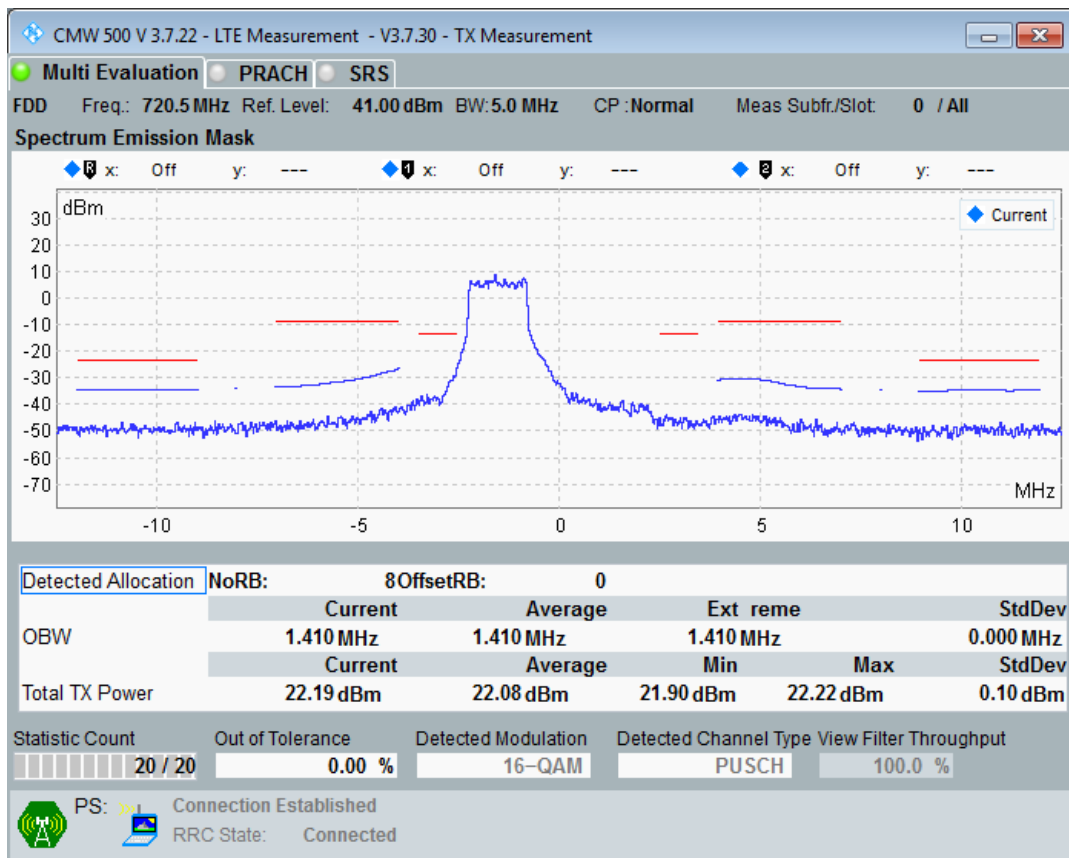 CMW 500 V 3.7.22 - LTE Measurement - V3.7.30 - TX Measurement
Multi Evaluation PRACH SRS
FDD Freq.: 720.5 MHz Ref. Level: 41.00 dBm BW: 5.0 MHz CP : Normal Meas Subfr./Slot: 0 / All
Spectrum Emission Mask
R x: Off y: --- 1 x: Off y: --- 2 x: Off y: ---
dBm
Current
30
20
10
0
-10
-20
-30
-40
-50
-60
-70
MHz
-10 -5 0 5 10
Detected Allocation NoRB: 8 OffsetRB: 0
Current Average Ext reme StdDev
OBW 1.410 MHz 1.410 MHz 1.410 MHz 0.000 MHz
Current Average Min Max StdDev
Total TX Power 22.19 dBm 22.08 dBm 21.90 dBm 22.22 dBm 0.10 dBm
Statistic Count Out of Tolerance Detected Modulation Detected Channel Type View Filter Throughput
20 / 20 0.00 % 16-QAM PUSCH 100.0 %
PS: Connection Established
RRC State: Connected